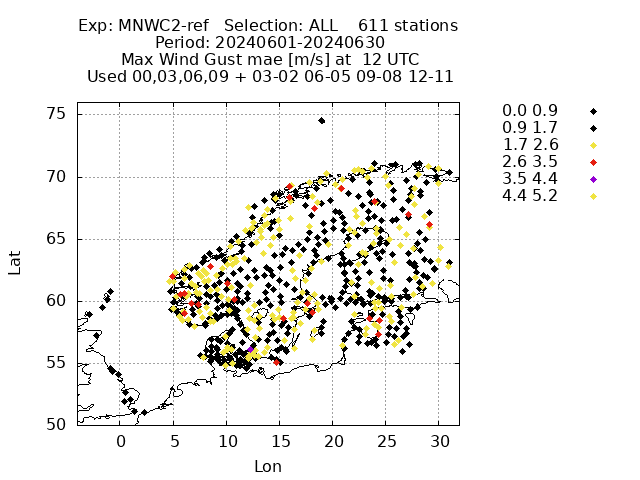 Exp: MNWC2-ref   Selection: ALL    611 stations
Period: 20240601-20240630
Max Wind Gust mae [m/s] at  12 UTC
Used 00,03,06,09 + 03-02 06-05 09-08 12-11
0.0 0.9
0.9 1.7
1.7 2.6
2.6 3.5
3.5 4.4
4.4 5.2
75
70
65
60
55
50
Lat
0 5 10 15 20 25 30
Lon